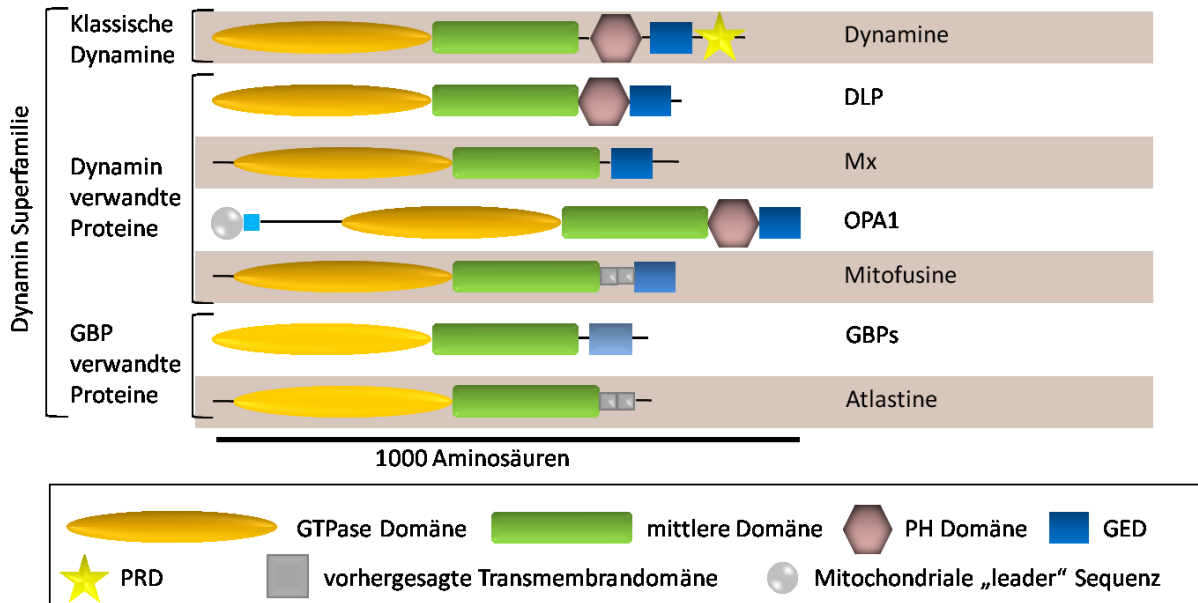 Dynamin Superfamilie
Klassische
Dynamine
Dynamine
DLP
Dynamin
verwandte
Proteine
Mx
OPA1
Mitofusine
GBP
verwandte
Proteine
GBPs
Atlastine
1000 Aminosäuren
GTPase Domäne
mittlere Domäne
PH Domäne
GED
PRD
vorhergesagte Transmembrandomäne
Mitochondriale „leader“ Sequenz